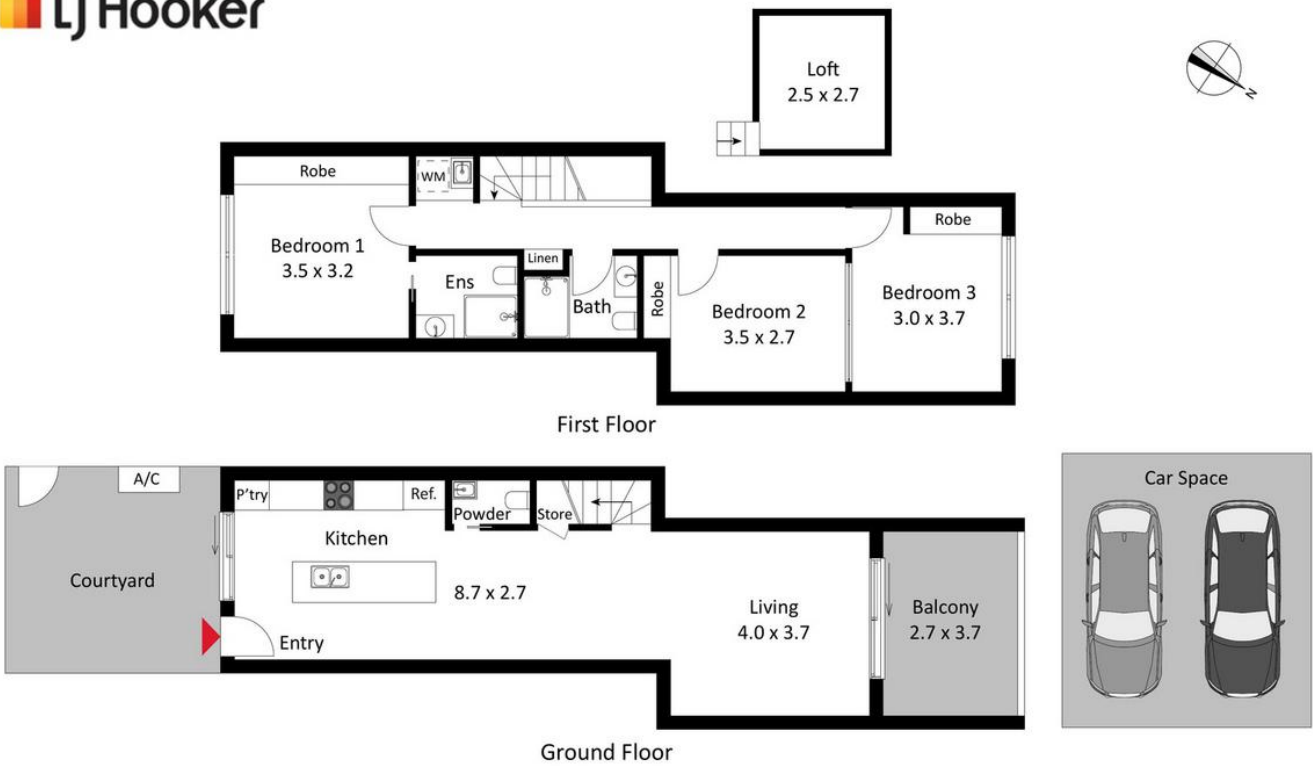 LJ Hooker
Loft
2.5 x 2.7
N
Robe
WM
Bedroom 1
3.5 x 3.2
Ens
Linen
Bath
Robe
Bedroom 2
3.5 x 2.7
Robe
Bedroom 3
3.0 x 3.7
First Floor
A/C
Courtyard
P'try
Ref.
Powder
Store
Kitchen
8.7 x 2.7
Entry
Living
4.0 x 3.7
Balcony
2.7 x 3.7
Car Space
Ground Floor